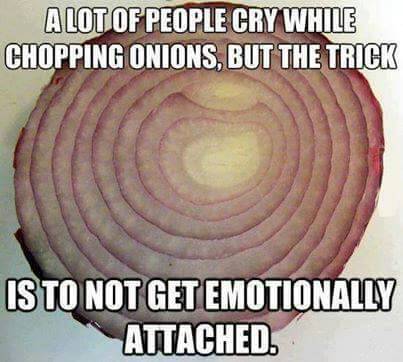 A LOT OF PEOPLE CRY WHILE
CHOPPING ONIONS, BUT THE TRICK
IS TO NOT GET EMOTIONALLY
ATTACHED.